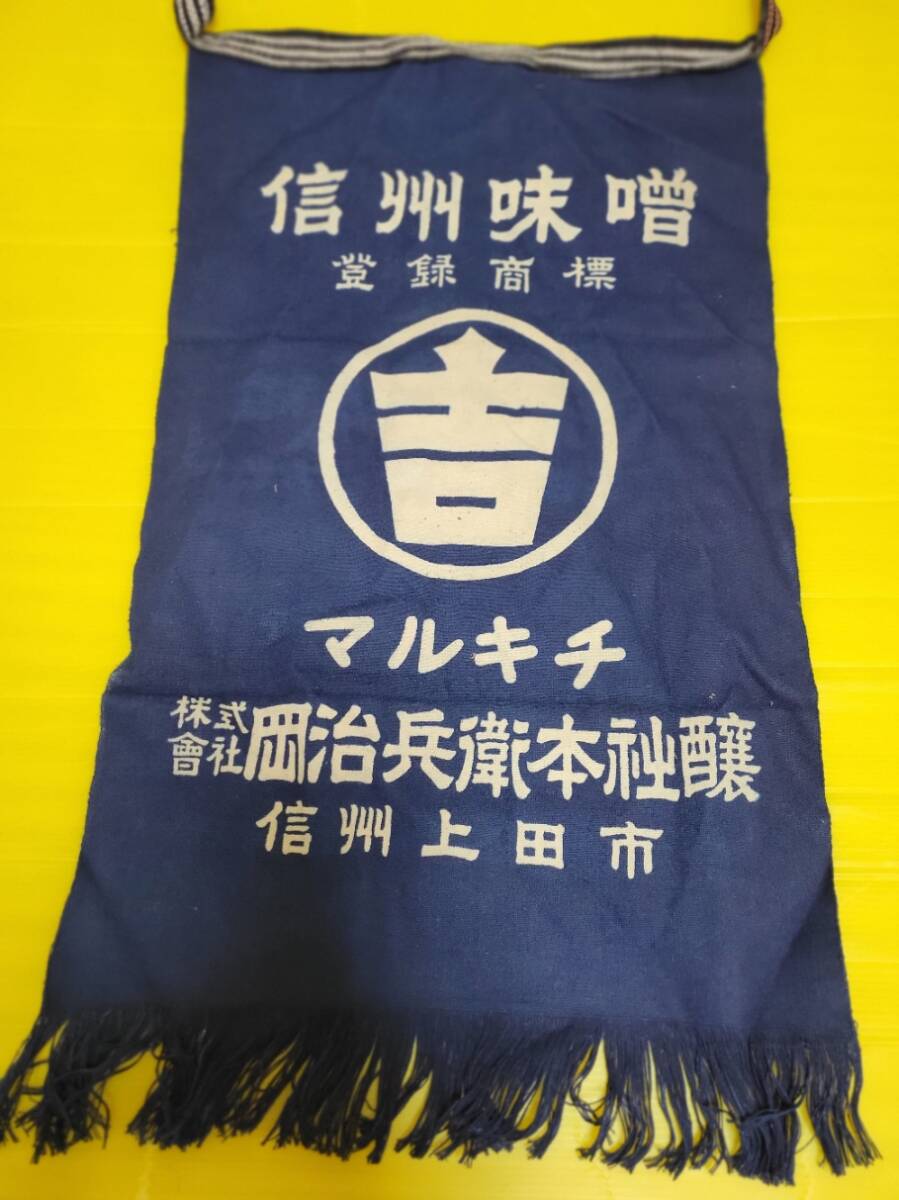 信州味噌
登録商標
吉
マルキチ
株式會社岡治兵衛本社醸
信州上田市